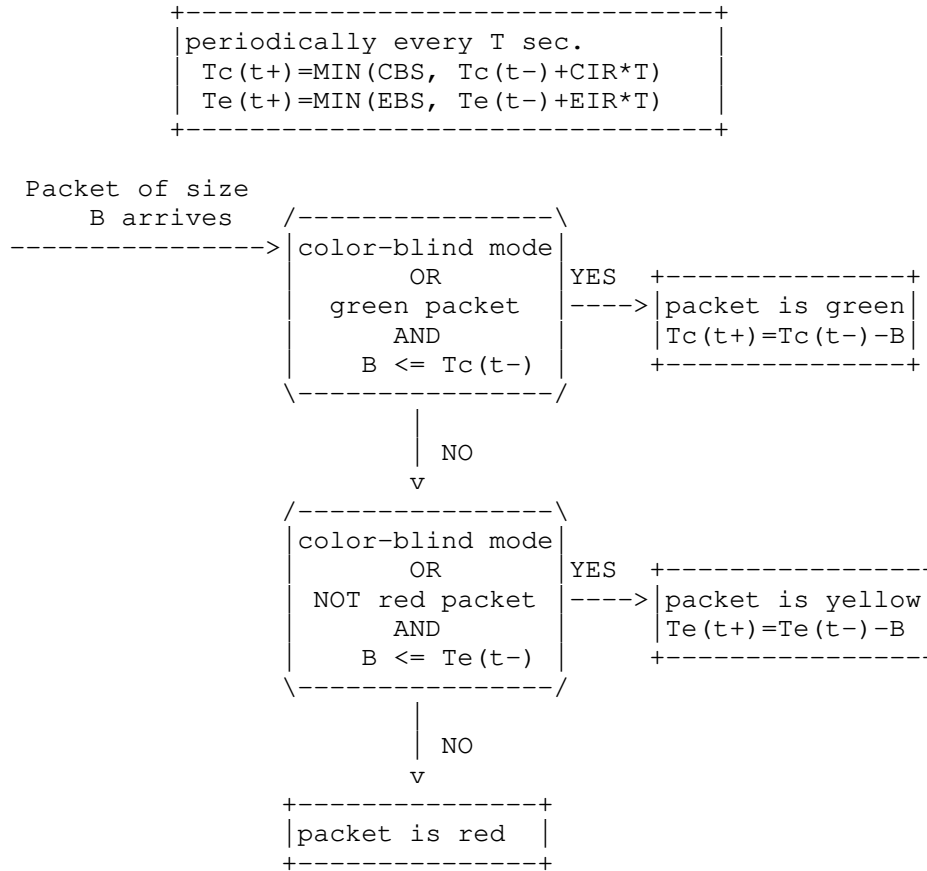 periodically every T sec.
Tc(t+)=MIN(CBS, Tc(t-)+CIR*T)
Te(t+)=MIN(EBS, Te(t-)+EIR*T)
Packet of size
B arrives
color-blind mode
OR
green packet
AND
B <= Tc(t-)
YES
packet is green
Tc(t+)=Tc(t-)-B
NO
color-blind mode
OR
NOT red packet
AND
B <= Te(t-)
YES
packet is yellow
Te(t+)=Te(t-)-B
NO
packet is red